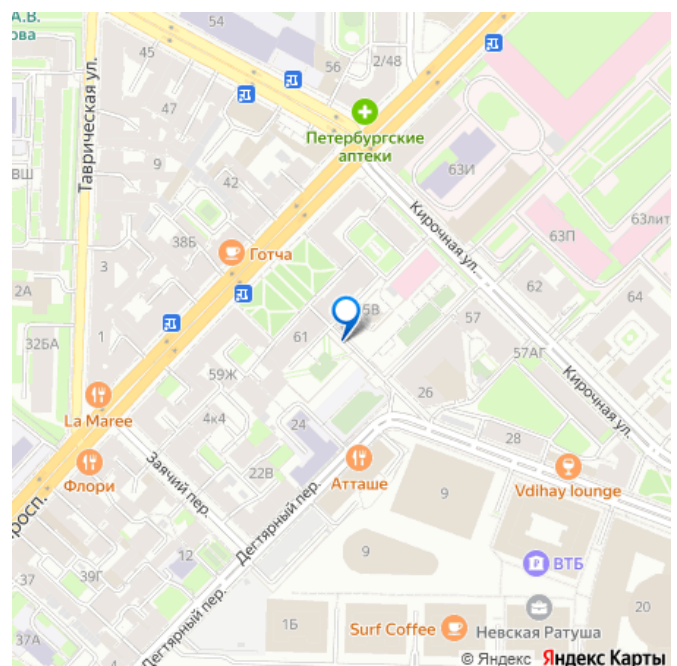 А.В.
ова
54
45
56
2/48
Таврическая ул.
47
Петербургские
аптеки
9
ВШ
42
63И
63лит
Кирочная ул.
63П
38Б
Готча
3
2А
62
64
5В
57
32БА
1
61
57АГ
59Ж
26
Кирочная ул.
La Maree
4к4
24
28
Заячий пер.
Флори
22В
Атташе
Vdihay lounge
росп.
9
Дегтярный пер.
12
9
ВТБ
37
39Г
20
Дегтярный пер.
1Б
Surf Coffee
Невская Ратуша
37А
© Яндекс Яндекс Карты